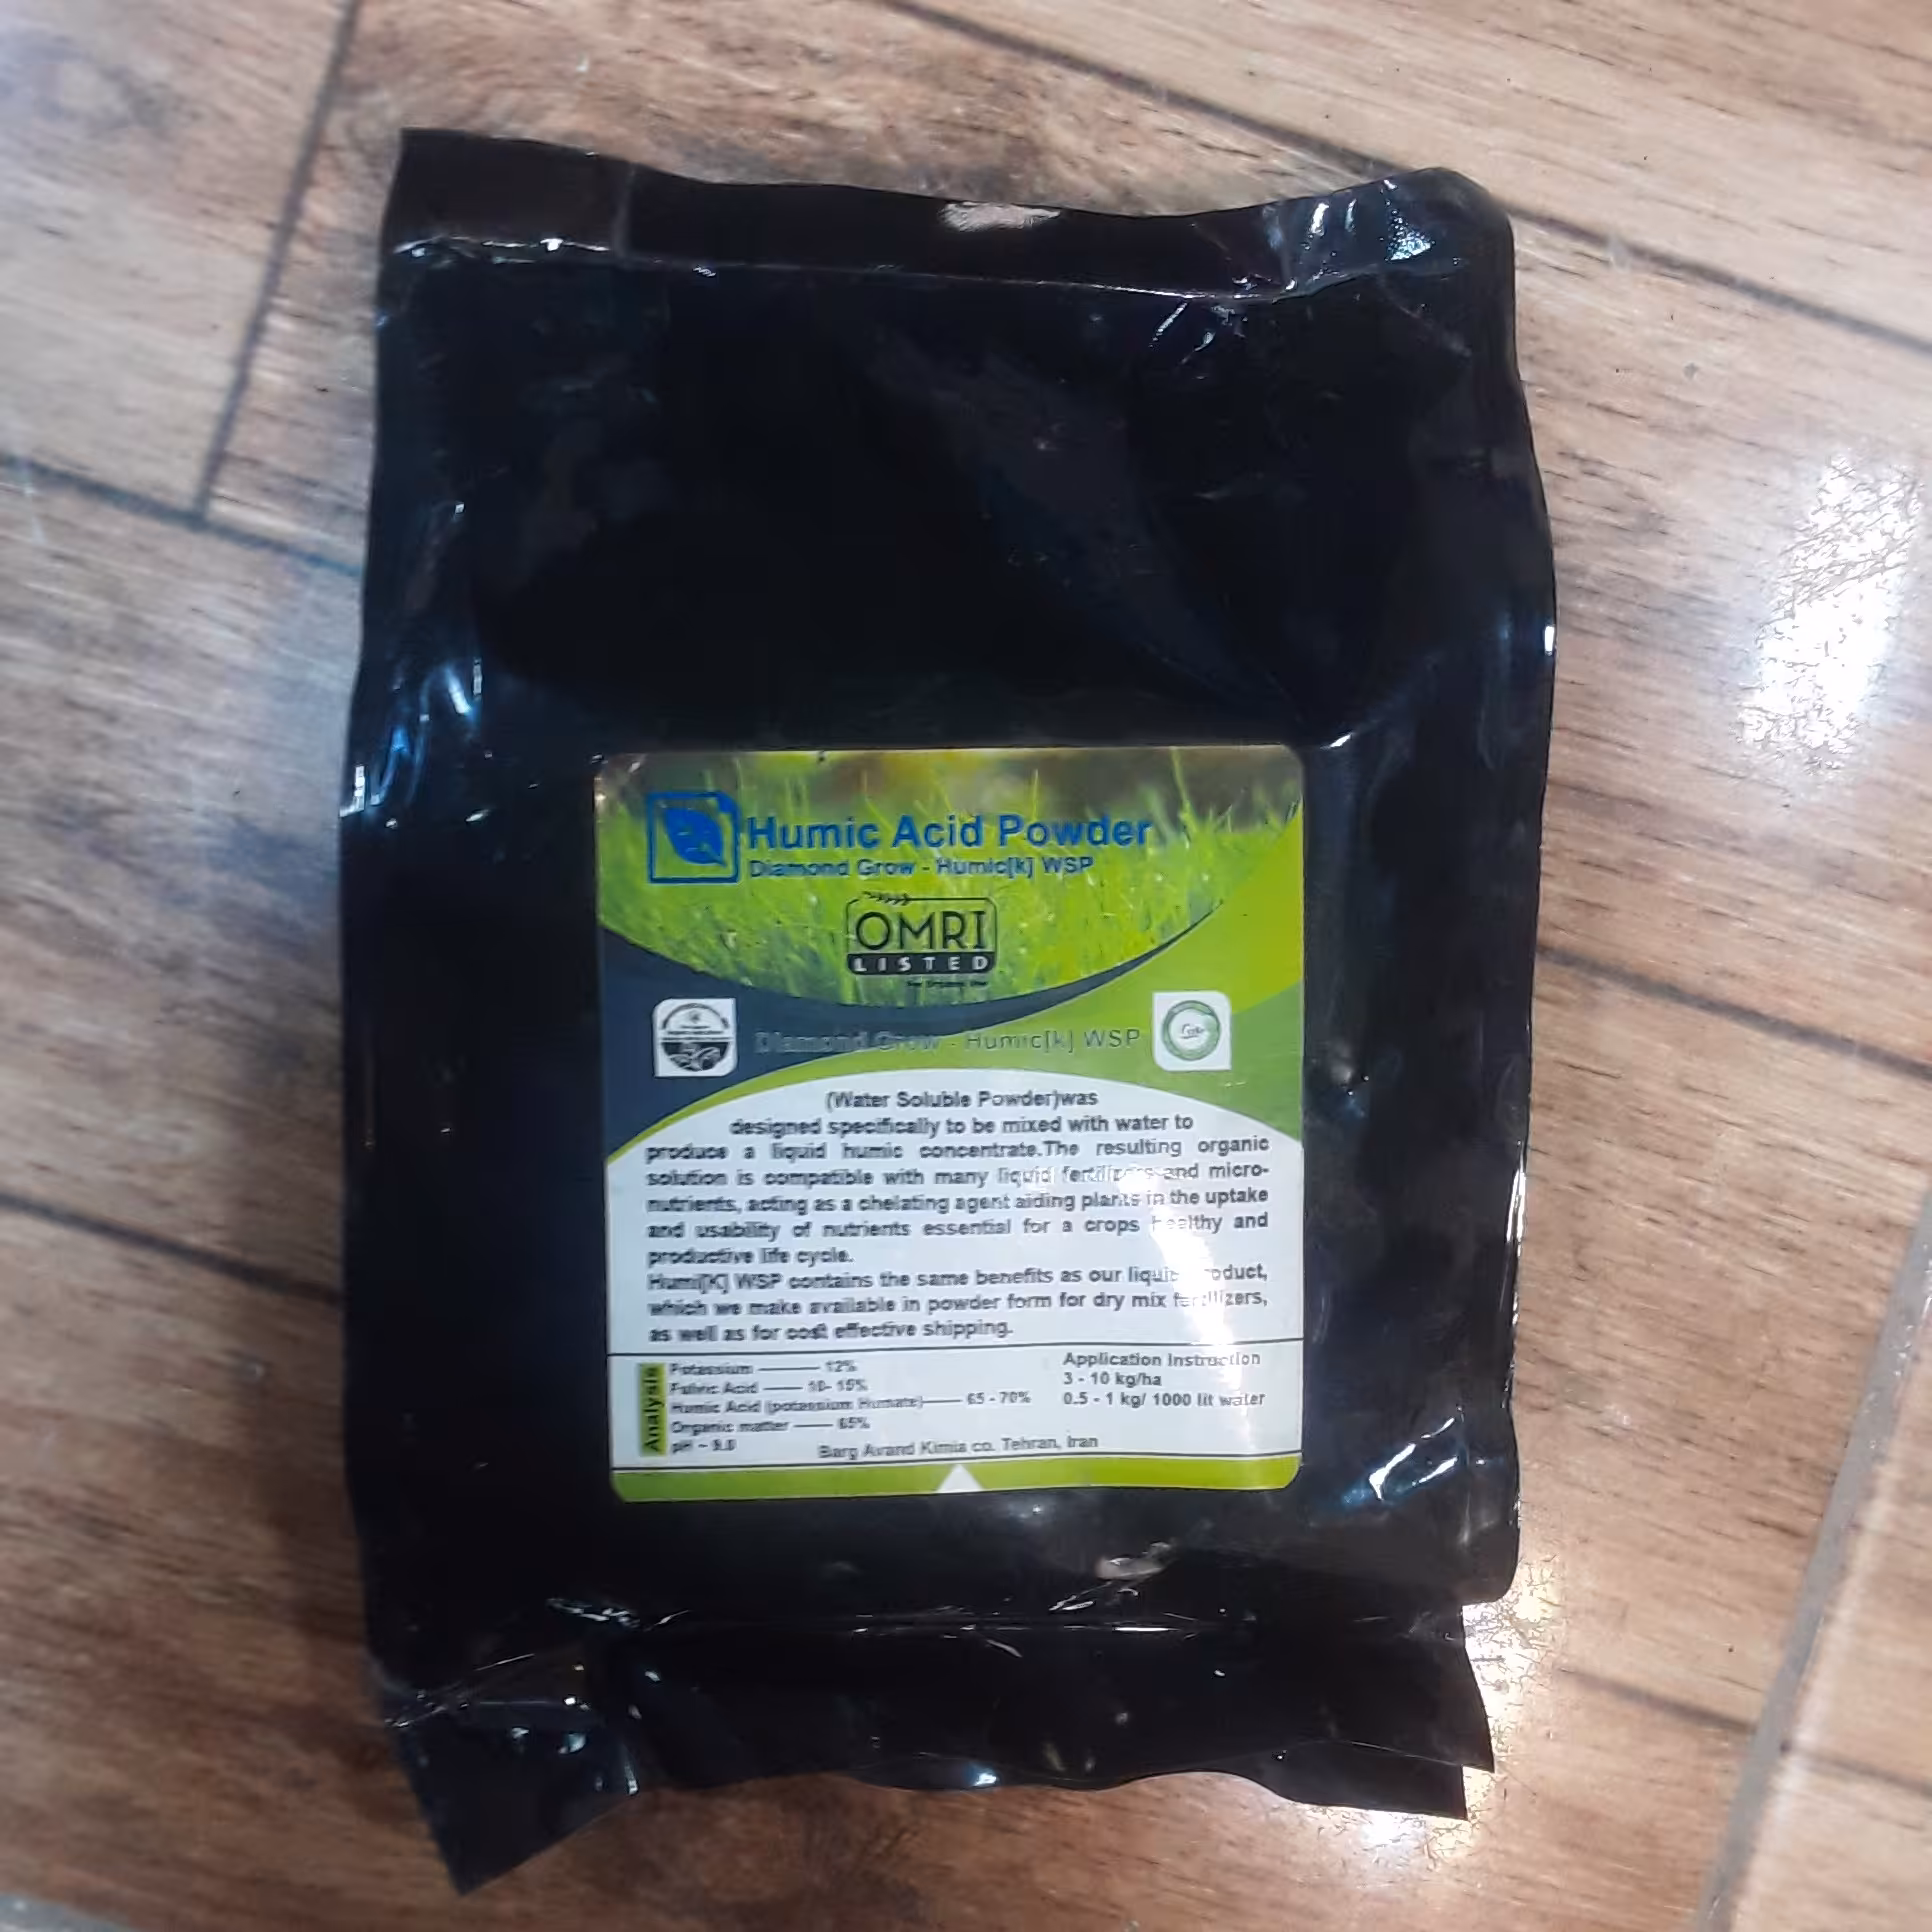 Humic Acid Powder
Diamond Grow - Humic[k] WSP
OMRI
LISTED
For Organic Use
Diamond Grow - Humic[k] WSP
(Water Soluble Powder)was
designed specifically to be mixed with water to
produce a liquid humic concentrate.The resulting organic
solution is compatible with many liquid fertilizers and micro-
nutrients, acting as a chelating agent aiding plants in the uptake
and usability of nutrients essential for a crops healthy and
productive life cycle.
Humi[K] WSP contains the same benefits as our liquid product,
which we make available in powder form for dry mix fertilizers,
as well as for cost effective shipping.
Analysis
Potassium 12%
Fulvic Acid 10- 15%
Humic Acid (potassium Humate) 65 - 70%
Organic matter 65%
pH ~
Application Instruction
3 - 10 kg/ha
0.5 - 1 kg/ 1000 lit water
Barg Avand Kimia co. Tehran, Iran